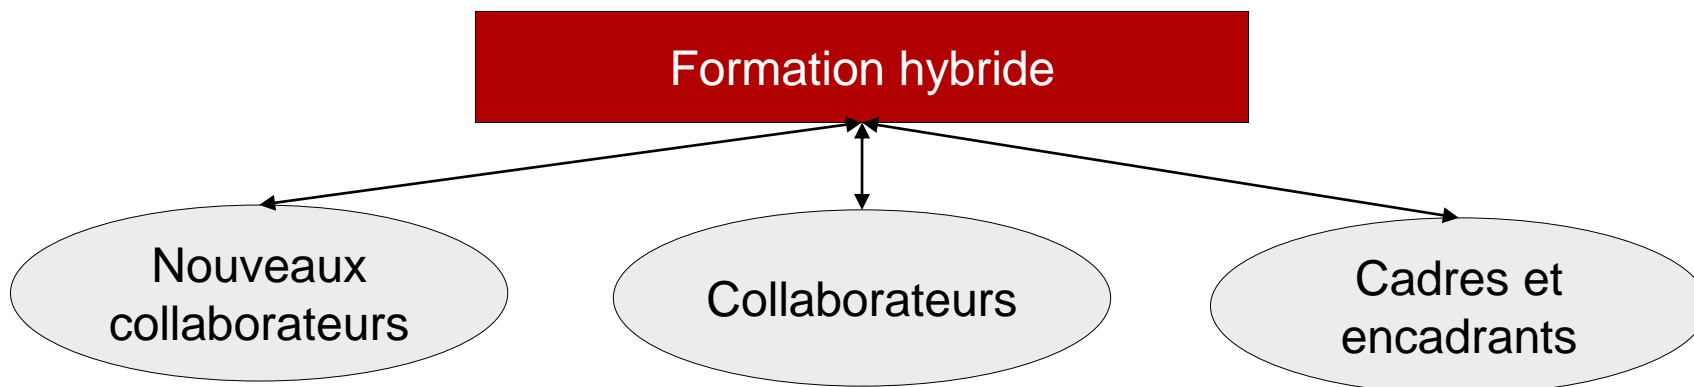 Formation hybride
Nouveaux
collaborateurs
Collaborateurs
Cadres et
encadrants